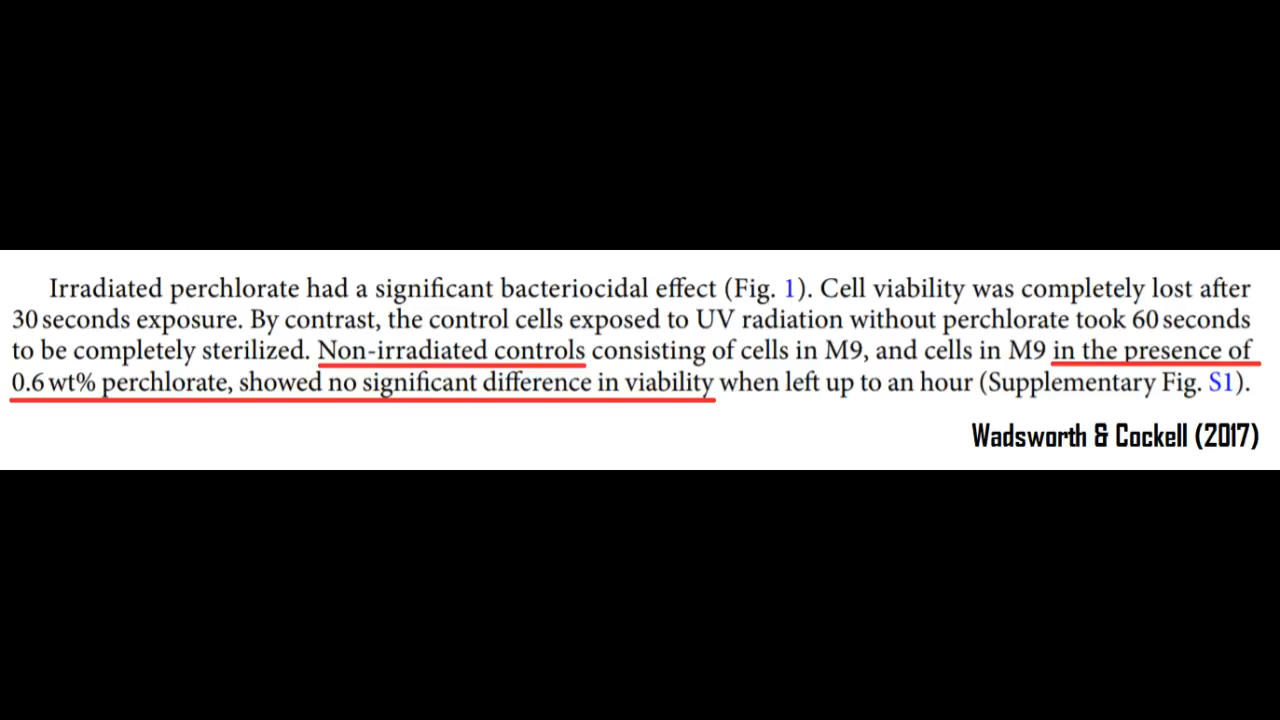 Irradiated perchlorate had a significant bacteriocidal effect (Fig. 1). Cell viability was completely lost after
30 seconds exposure. By contrast, the control cells exposed to UV radiation without perchlorate took 60 seconds
to be completely sterilized. Non-irradiated controls consisting of cells in M9, and cells in M9 in the presence of
0.6 wt% perchlorate, showed no significant difference in viability when left up to an hour (Supplementary Fig. S1).
Wadsworth & Cockell (2017)